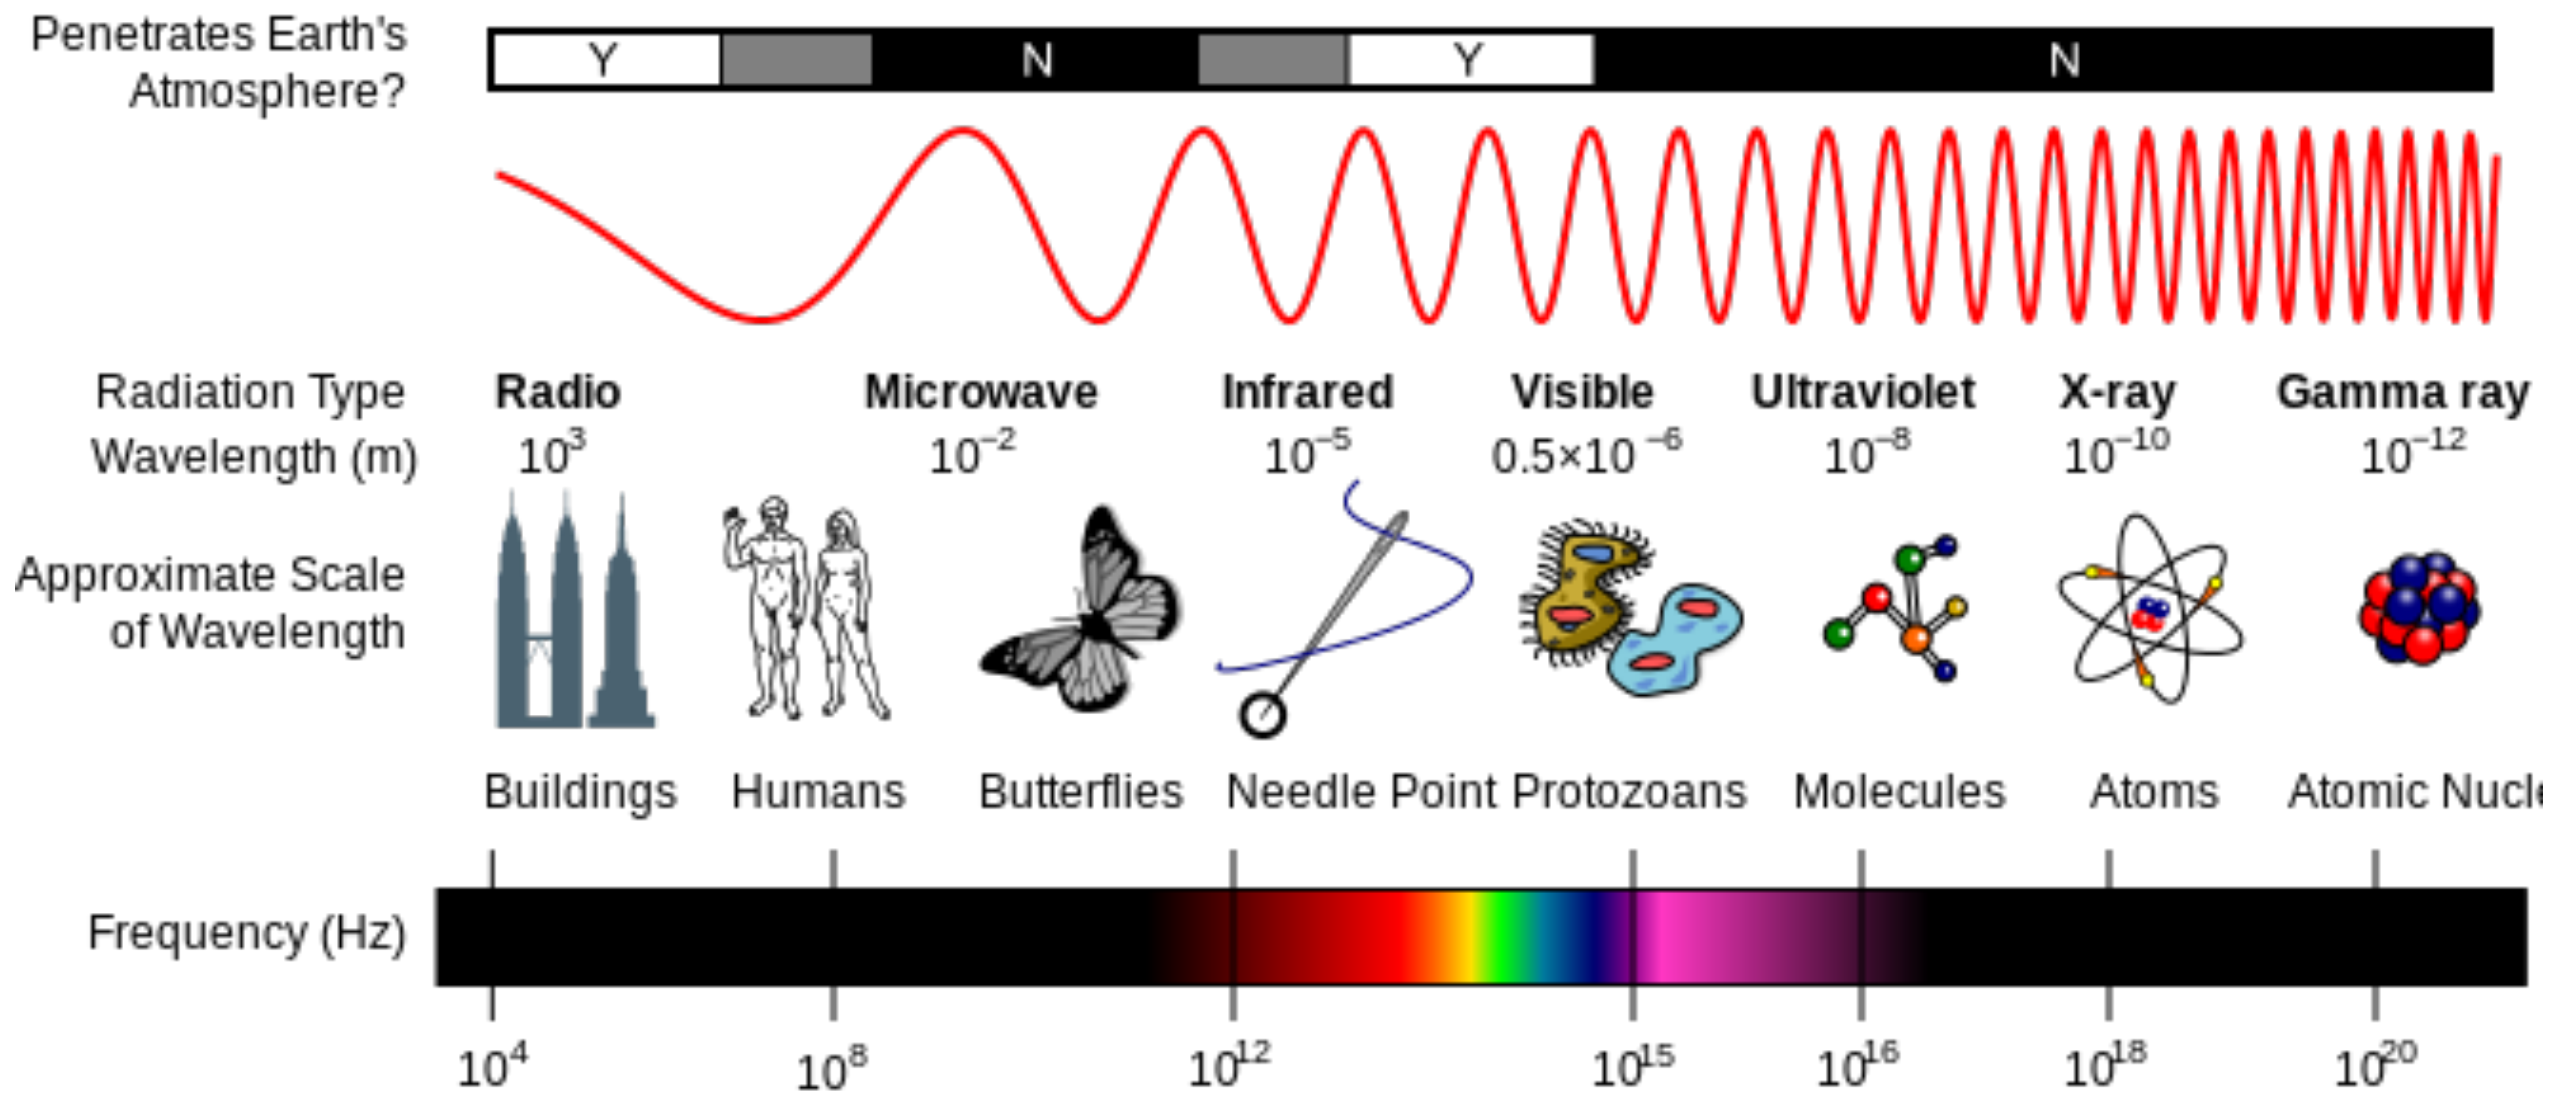 Penetrates Earth's
Atmosphere?
Y N Y N
Radiation Type Radio Microwave Infrared Visible Ultraviolet X-ray Gamma ray
Wavelength (m) 10³ 10⁻² 10⁻⁵ 0.5×10⁻⁶ 10⁻⁸ 10⁻¹⁰ 10⁻¹²
Approximate Scale
of Wavelength
Buildings Humans Butterflies Needle Point Protozoans Molecules Atoms Atomic Nucle
Frequency (Hz)
10⁴ 10⁸ 10¹² 10¹⁵ 10¹⁶ 10¹⁸ 10²⁰